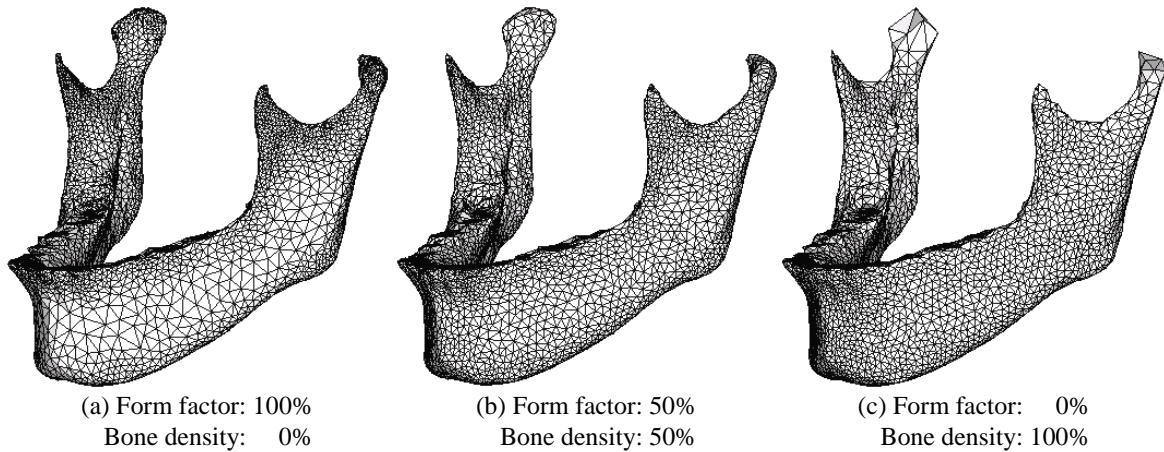 (a) Form factor: 100%
Bone density: 0%
(b) Form factor: 50%
Bone density: 50%
(c) Form factor: 0%
Bone density: 100%